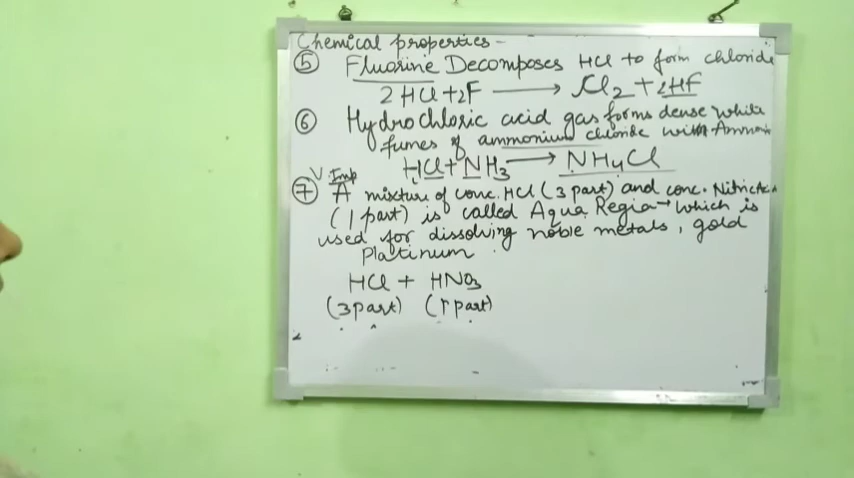 Chemical properties -
⑤ Fluorine Decomposes HCl to form chloride
2HCl + 2F ⟶ Cl2 + 2HF
⑥ Hydrochloric acid gas forms dense white
fumes of ammonium chloride with Ammonia
HCl + NH3 ⟶ NH4Cl
V. Imp
⑦ A mixture of conc. HCl (3 part) and conc. Nitric Acid
(1 part) is called Aqua Regia → which is
used for dissolving noble metals, gold
Platinum.
HCl + HNO3
(3 part) (1 part)